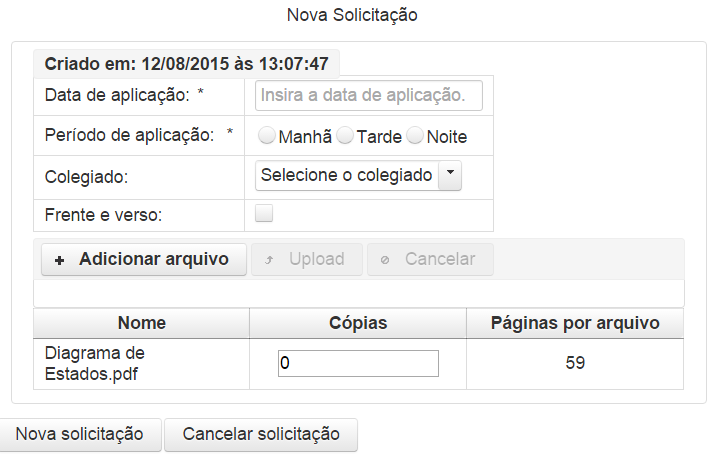 Nova Solicitação
Criado em: 12/08/2015 às 13:07:47
Data de aplicação: * Insira a data de aplicação.
Período de aplicação: * Manhã Tarde Noite
Colegiado: Selecione o colegiado
Frente e verso:
Adicionar arquivo Upload Cancelar
Nome Cópias Páginas por arquivo
Diagrama de
Estados.pdf 0 59
Nova solicitação Cancelar solicitação